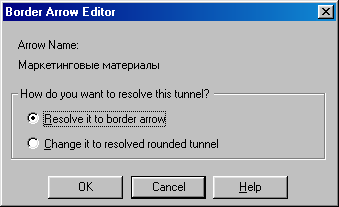 Border Arrow Editor
Arrow Name:
Маркетинговые материалы
How do you want to resolve this tunnel?
Resolve it to border arrow
Change it to resolved rounded tunnel
OK Cancel Help